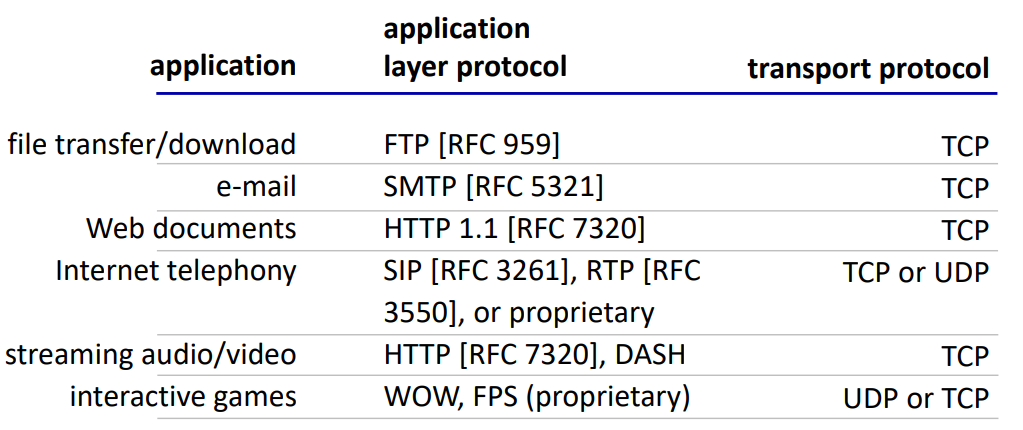 application
application layer protocol
transport protocol
file transfer/download FTP [RFC 959] TCP
e-mail SMTP [RFC 5321] TCP
Web documents HTTP 1.1 [RFC 7320] TCP
Internet telephony SIP [RFC 3261], RTP [RFC TCP or UDP
3550], or proprietary
streaming audio/video HTTP [RFC 7320], DASH TCP
interactive games WOW, FPS (proprietary) UDP or TCP